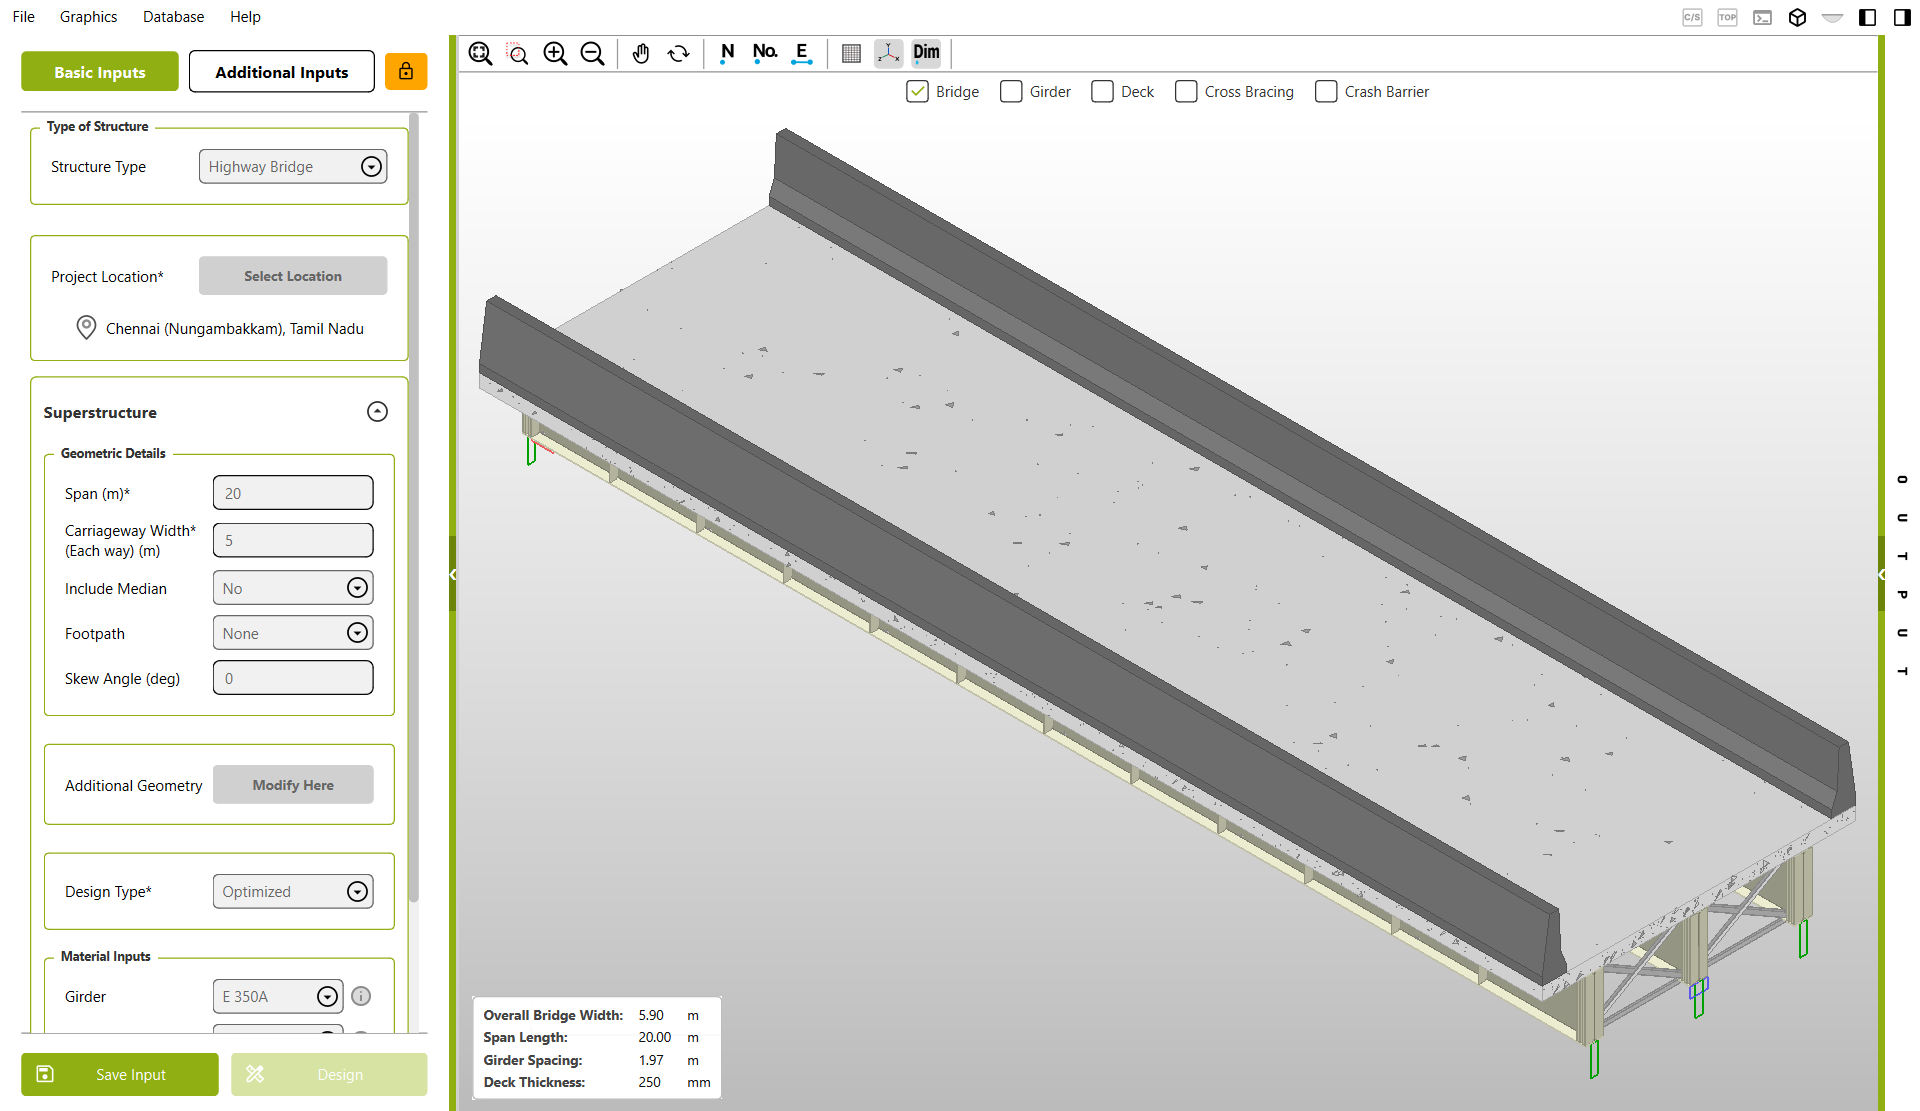 File Graphics Database Help
C/S TOP
Basic Inputs Additional Inputs
N No. E Dim
Bridge Girder Deck Cross Bracing Crash Barrier
Type of Structure
Structure Type Highway Bridge
Project Location* Select Location
Chennai (Nungambakkam), Tamil Nadu
Superstructure
Geometric Details
Span (m)* 20
Carriageway Width*
(Each way) (m) 5
Include Median No
Footpath None
Skew Angle (deg) 0
Additional Geometry Modify Here
Design Type* Optimized
Material Inputs
Girder E 350A
Save Input Design
Overall Bridge Width: 5.90 m
Span Length: 20.00 m
Girder Spacing: 1.97 m
Deck Thickness: 250 mm
OUTPUT